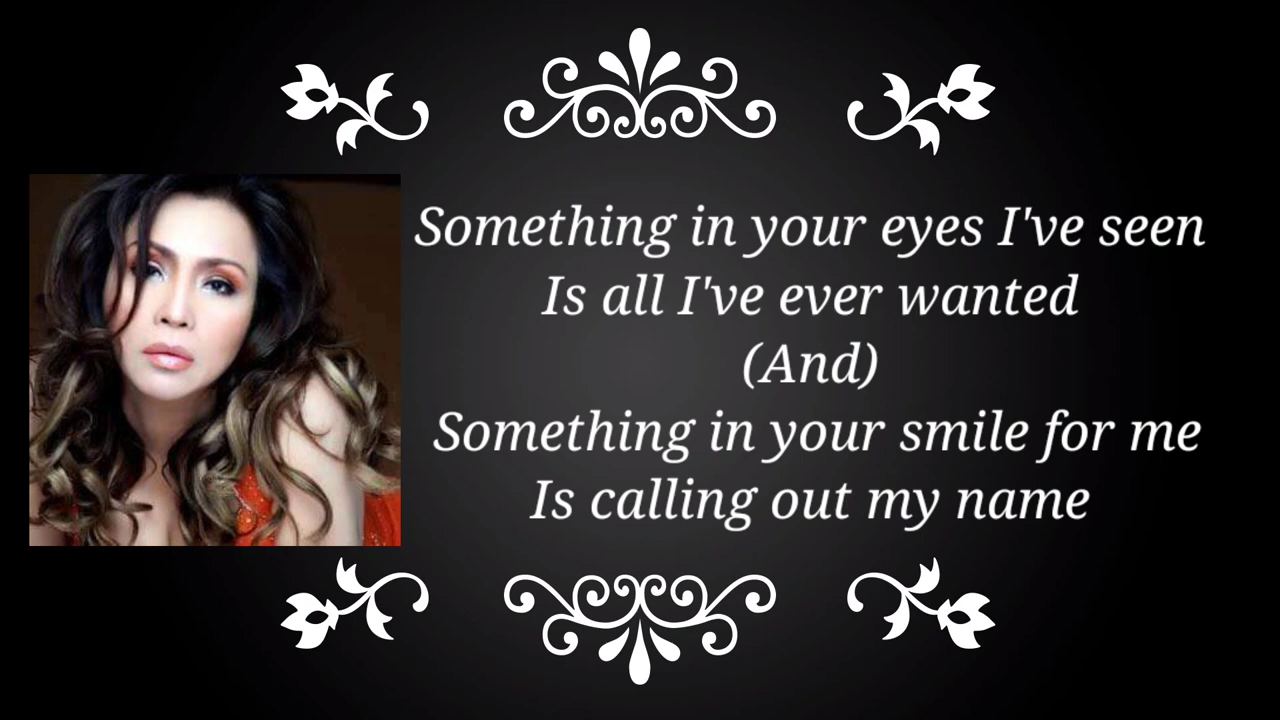 Something in your eyes I've seen
Is all I've ever wanted
(And)
Something in your smile for me
Is calling out my name